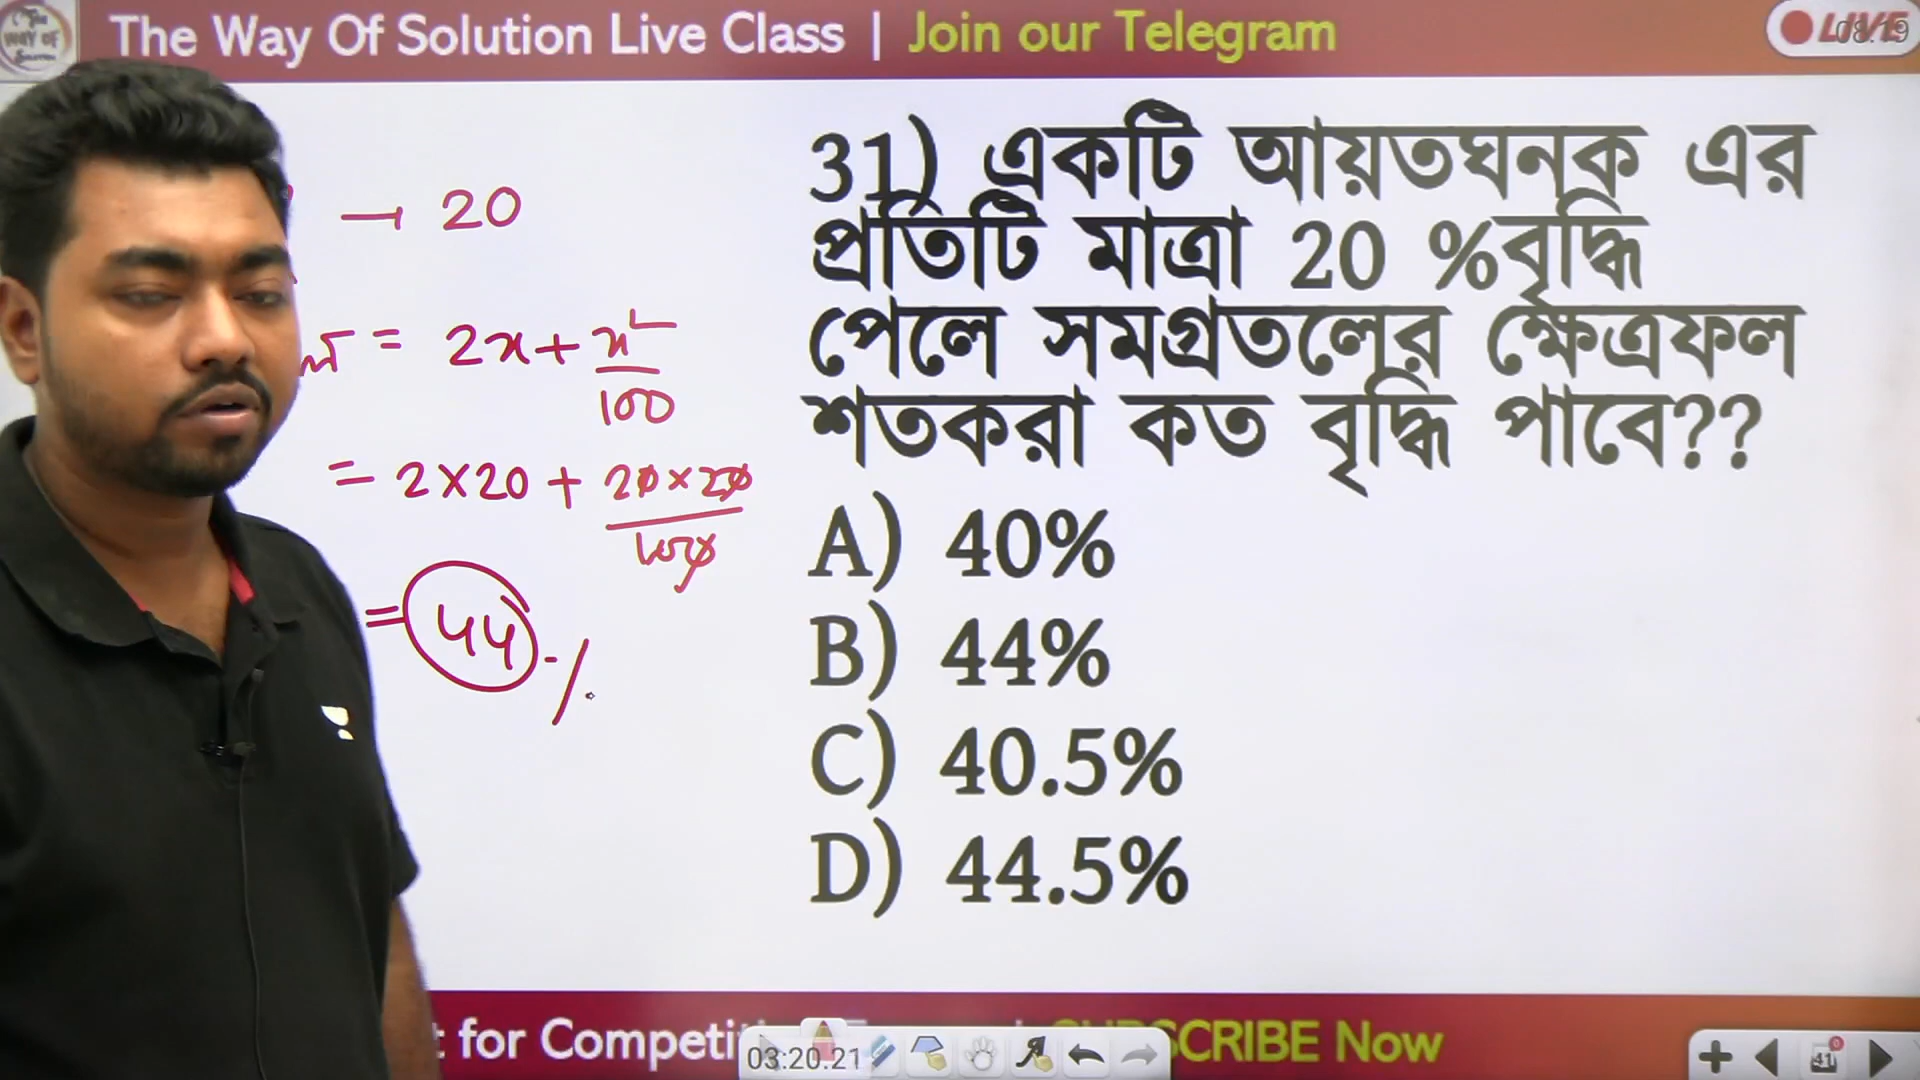 The Way Of Solution Live Class | Join our Telegram
LIVE
→ 20
= 2x + x²/100
= 2×20 + 20×20/100
= 44 %
31) একটি আয়তঘনক এর
প্রতিটি মাত্রা 20 %বৃদ্ধি
পেলে সমগ্রতলের ক্ষেত্রফল
শতকরা কত বৃদ্ধি পাবে??
A) 40%
B) 44%
C) 40.5%
D) 44.5%
for Competi
SCRIBE Now
03:20.21
41